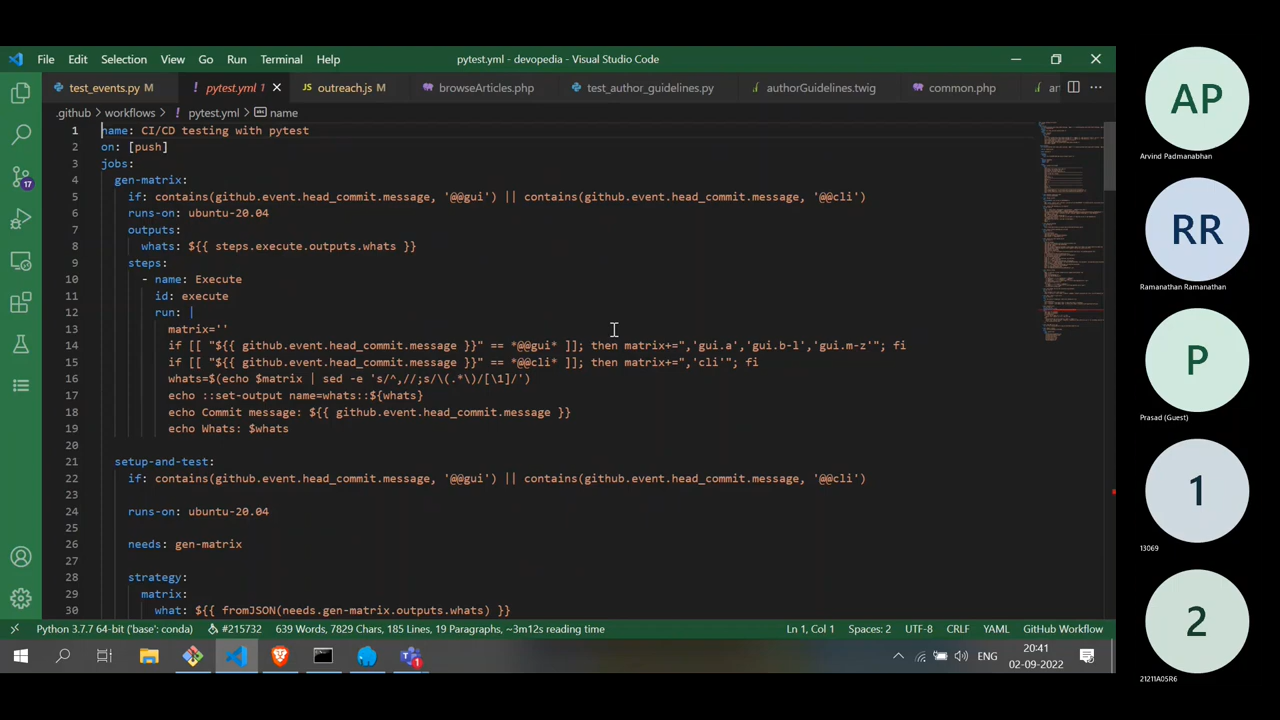 File Edit Selection View Go Run Terminal Help pytest.yml - devopedia - Visual Studio Code
test_events.py M pytest.yml 1 outreach.js M browseArticles.php test_author_guidelines.py authorGuidelines.twig common.php
.github > workflows > pytest.yml > name
1 name: CI/CD testing with pytest
2 on: [push]
3 jobs:
4 gen-matrix:
5 if: contains(github.event.head_commit.message, '@@gui') || contains(github.event.head_commit.message, '@@cli')
6 runs-on: ubuntu-20.04
7 outputs:
8 whats: ${{ steps.execute.outputs.whats }}
9 steps:
10 - name: Execute
11 id: execute
12 run: |
13 matrix=''
14 if [[ "${{ github.event.head_commit.message }}" == *@@gui* ]]; then matrix+=",'gui.a','gui.b-l','gui.m-z'"; fi
15 if [[ "${{ github.event.head_commit.message }}" == *@@cli* ]]; then matrix+=",'cli'"; fi
16 whats=$(echo $matrix | sed -e 's/^,//;s/\(.*\)/[\1]/')
17 echo ::set-output name=whats::${whats}
18 echo Commit message: ${{ github.event.head_commit.message }}
19 echo Whats: $whats
20
21 setup-and-test:
22 if: contains(github.event.head_commit.message, '@@gui') || contains(github.event.head_commit.message, '@@cli')
23
24 runs-on: ubuntu-20.04
25
26 needs: gen-matrix
27
28 strategy:
29 matrix:
30 what: ${{ fromJSON(needs.gen-matrix.outputs.whats) }}
17
Python 3.7.7 64-bit ('base': conda) #215732 639 Words, 7829 Chars, 185 Lines, 19 Paragraphs, ~3m12s reading time Ln 1, Col 1 Spaces: 2 UTF-8 CRLF YAML GitHub Workflow
1 ENG 20:41
02-09-2022
AP
Arvind Padmanabhan
RR
Ramanathan Ramanathan
P
Prasad (Guest)
1
13069
2
21211A05R6